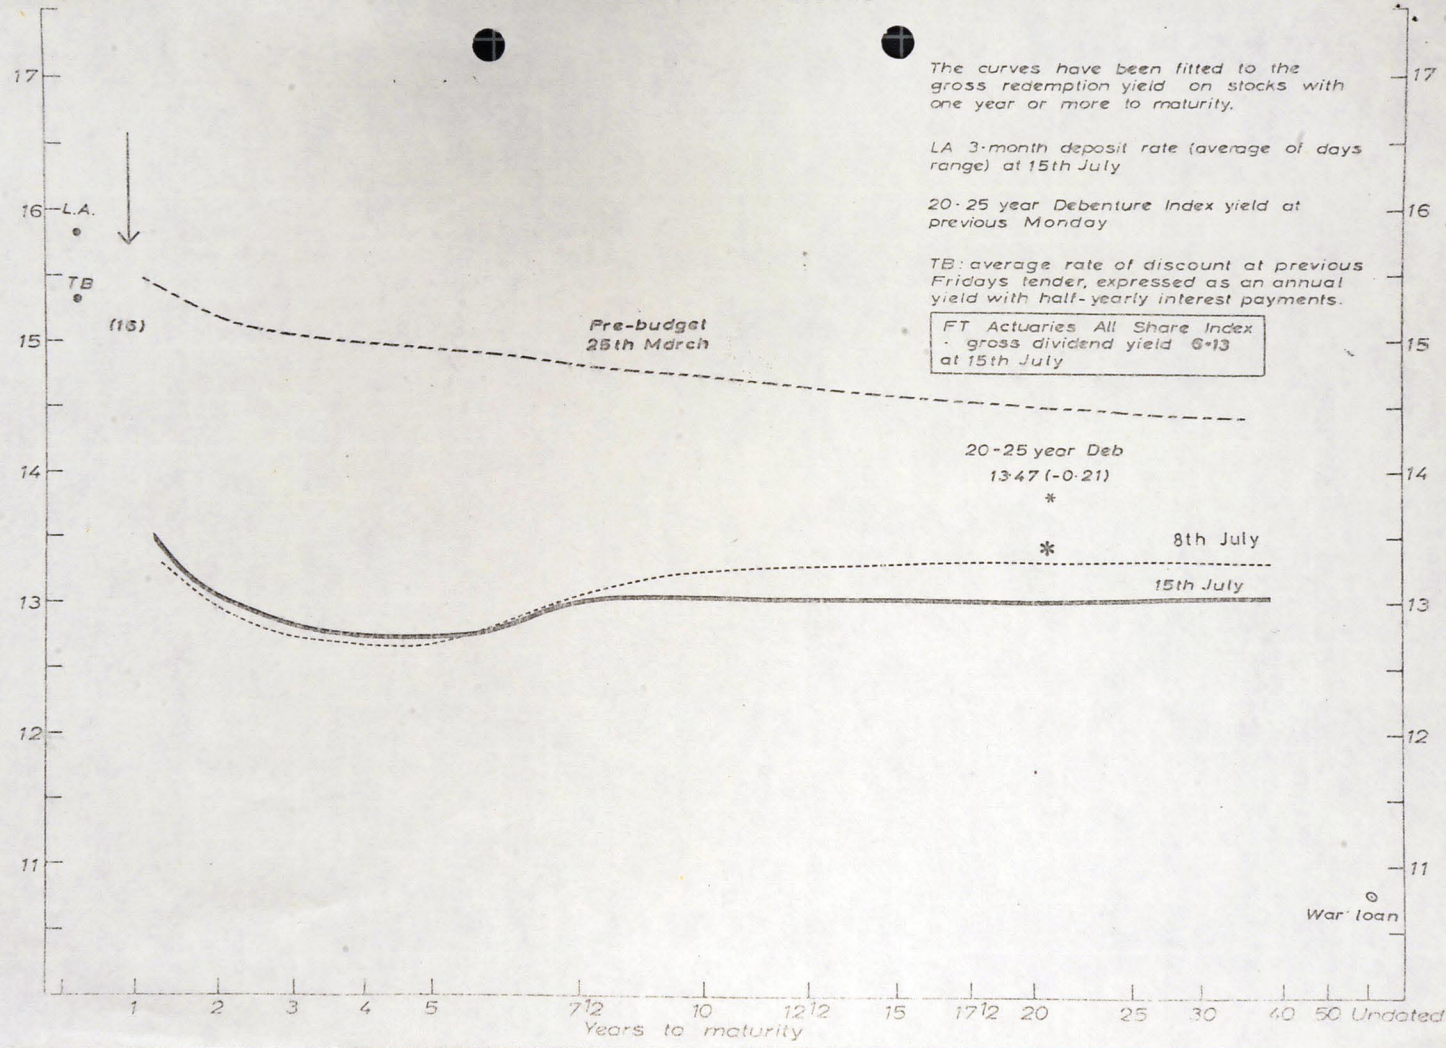 The curves have been fitted to the
gross redemption yield on stocks with
one year or more to maturity.
LA 3-month deposit rate (average of days
range) at 15th July
20-25 year Debenture Index yield at
previous Monday
TB: average rate of discount at previous
Fridays tender, expressed as an annual
yield with half-yearly interest payments.
FT Actuaries All Share Index
- gross dividend yield 6·13
at 15th July
17
16
15
14
13
12
11
L.A.
TB
(16)
Pre-budget
25th March
20-25 year Deb
13·47 (-0·21)
*
*
8th July
15th July
War loan
17
16
15
14
13
12
11
1 2 3 4 5 7½ 10 12½ 15 17½ 20 25 30 40 50 Undated
Years to maturity